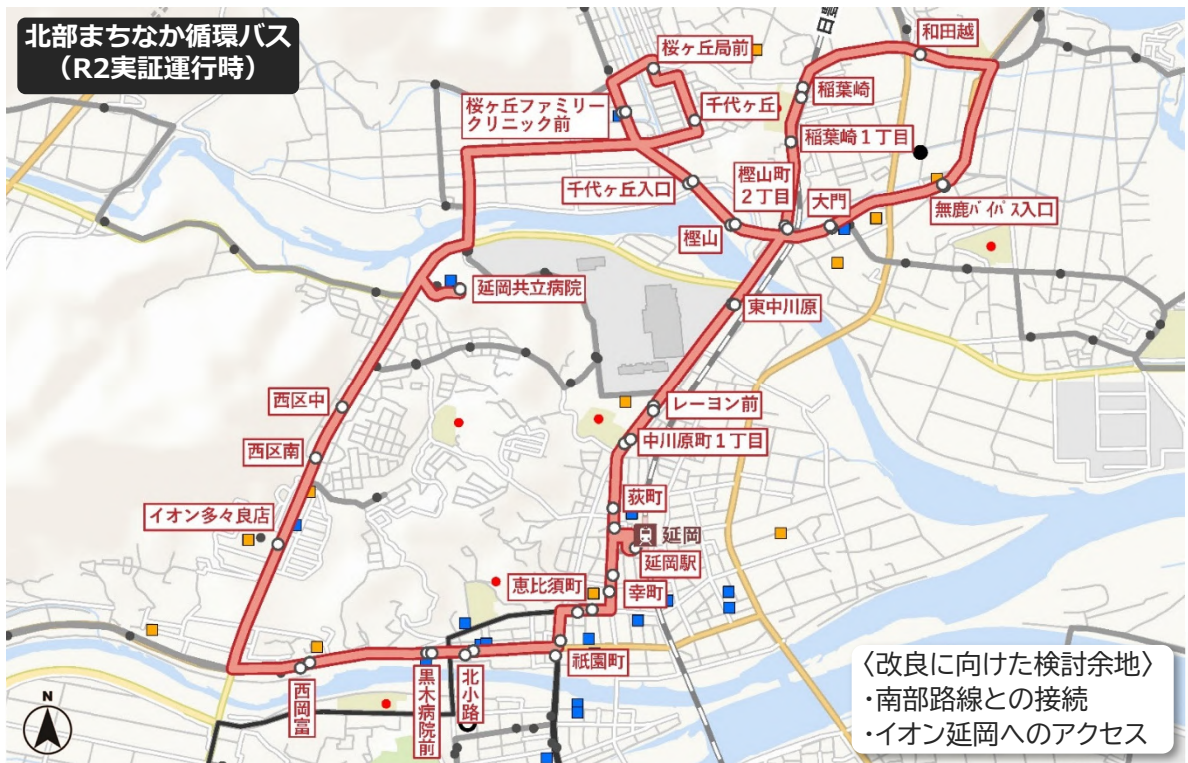 北部まちなか循環バス
（R2実証運行時）
和田越
桜ヶ丘局前
稲葉崎
桜ヶ丘ファミリー
クリニック前
千代ヶ丘
稲葉崎１丁目
千代ヶ丘入口
樫山町
２丁目
大門
無鹿バイパス入口
樫山
延岡共立病院
東中川原
西区中
レーヨン前
中川原町１丁目
西区南
荻町
イオン多々良店
延岡
延岡駅
恵比須町
幸町
祇園町
西岡富
黒木病院前
北小路
N
〈改良に向けた検討余地〉
・南部路線との接続
・イオン延岡へのアクセス